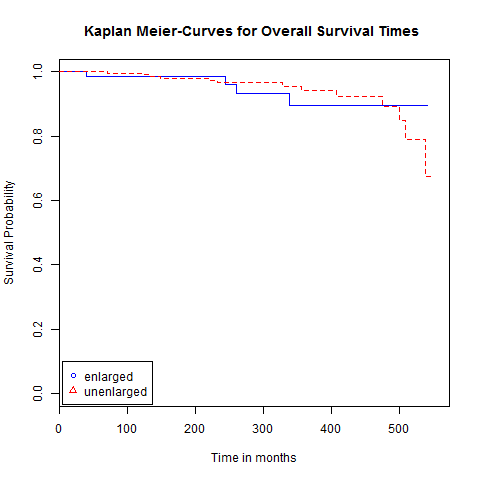 Kaplan Meier-Curves for Overall Survival Times
Survival Probability
1.0
0.8
0.6
0.4
0.2
0.0
enlarged
unenlarged
0 100 200 300 400 500
Time in months